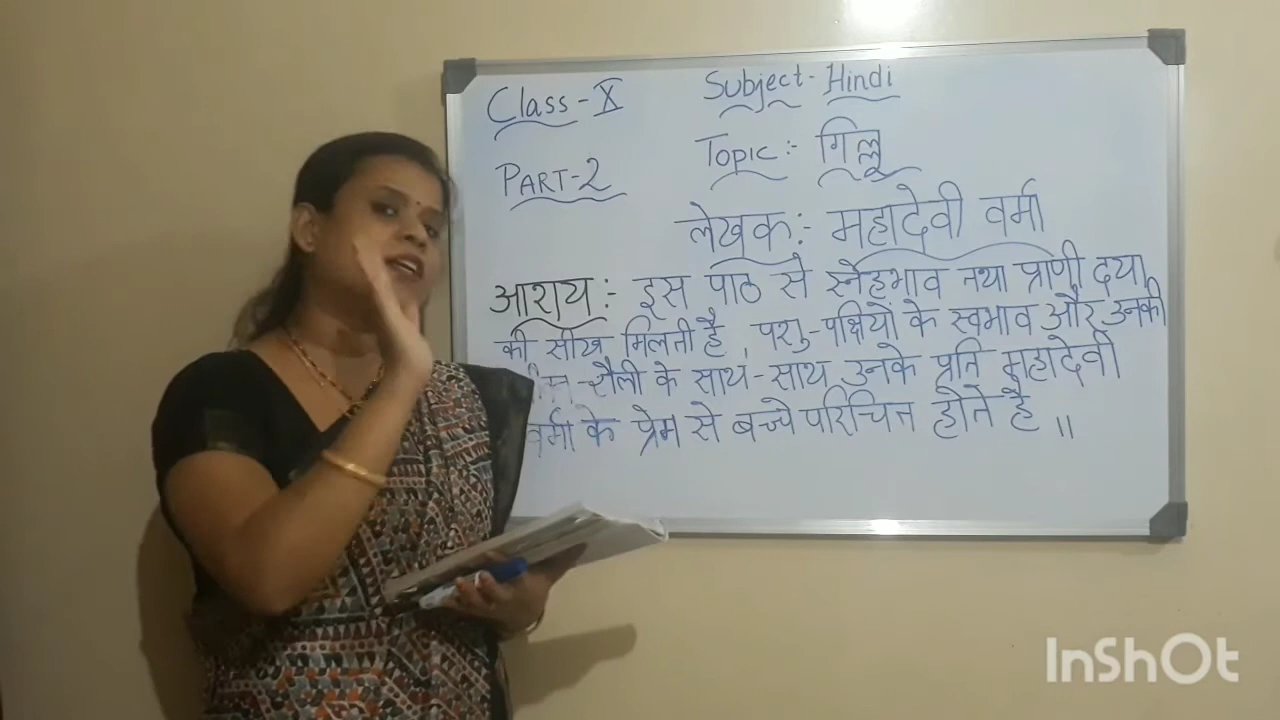 Class-X
Subject- Hindi
Topic:- गिल्लू
PART-2
लेखक:- महादेवी वर्मा
आशय:- इस पाठ से स्नेहभाव तथा प्राणी दया
की सीख मिलती है, पशु-पक्षियों के स्वभाव और उनकी
शैली के साथ-साथ उनके प्रति महादेवी
वर्मा के प्रेम से बच्चे परिचित होते है ॥
InShOt